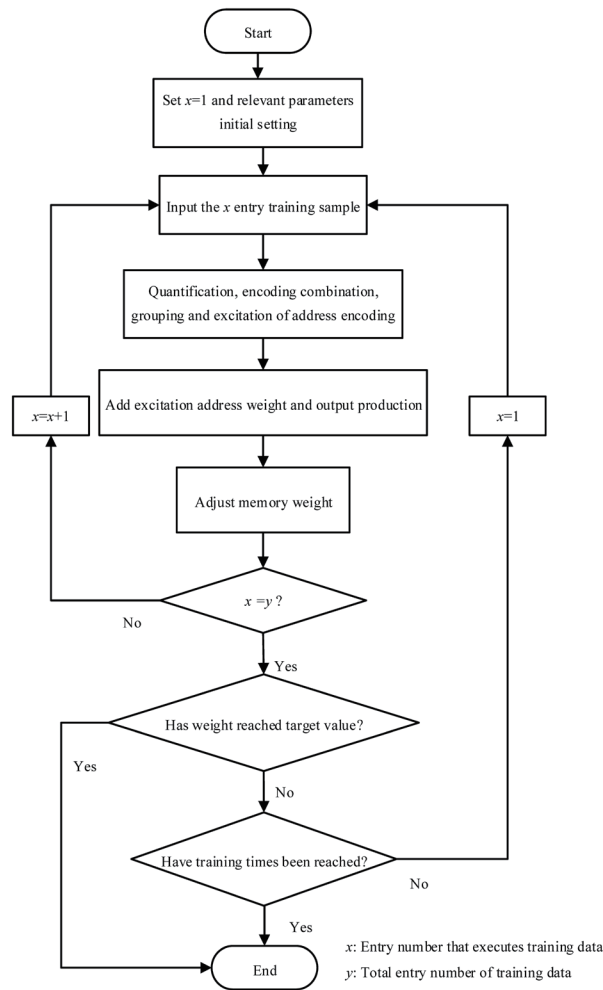 Start
Set x=1 and relevant parameters
initial setting
Input the x entry training sample
Quantification, encoding combination,
grouping and excitation of address encoding
Add excitation address weight and output production
x=x+1
x=1
Adjust memory weight
x =y ?
No
Yes
Has weight reached target value?
Yes
No
Have training times been reached?
No
Yes
End
x: Entry number that executes training data
y: Total entry number of training data